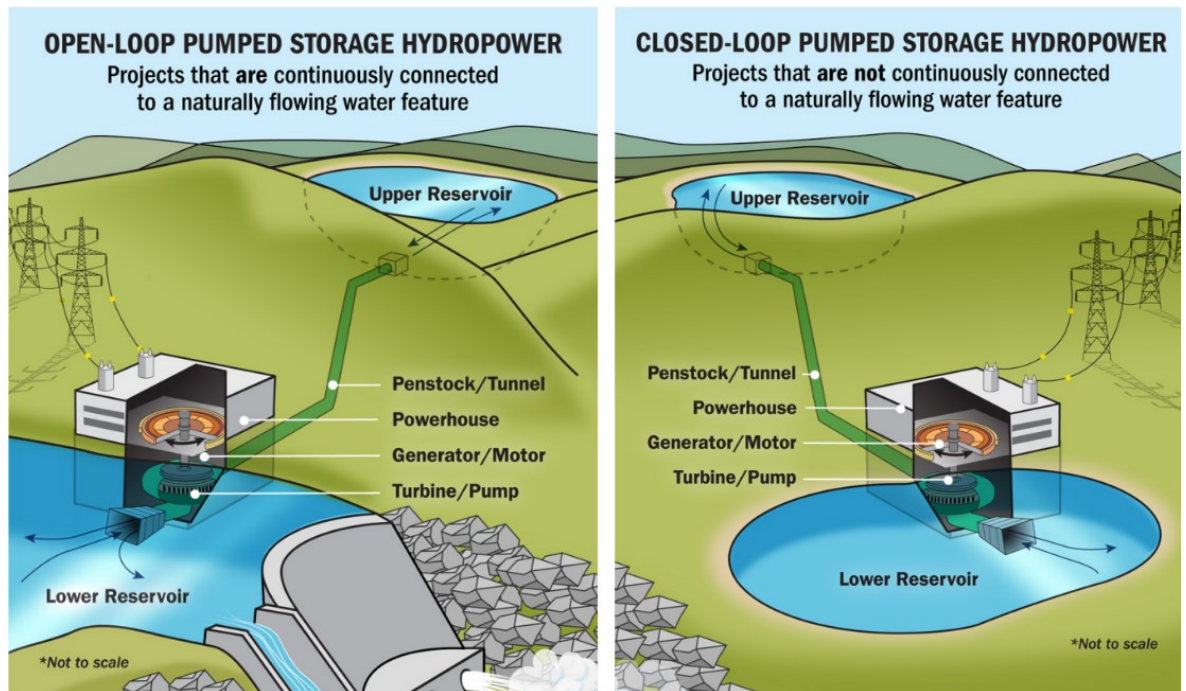 OPEN-LOOP PUMPED STORAGE HYDROPOWER
Projects that are continuously connected
to a naturally flowing water feature
Upper Reservoir
Penstock/Tunnel
Powerhouse
Generator/Motor
Turbine/Pump
Lower Reservoir
*Not to scale
CLOSED-LOOP PUMPED STORAGE HYDROPOWER
Projects that are not continuously connected
to a naturally flowing water feature
Upper Reservoir
Penstock/Tunnel
Powerhouse
Generator/Motor
Turbine/Pump
Lower Reservoir
*Not to scale